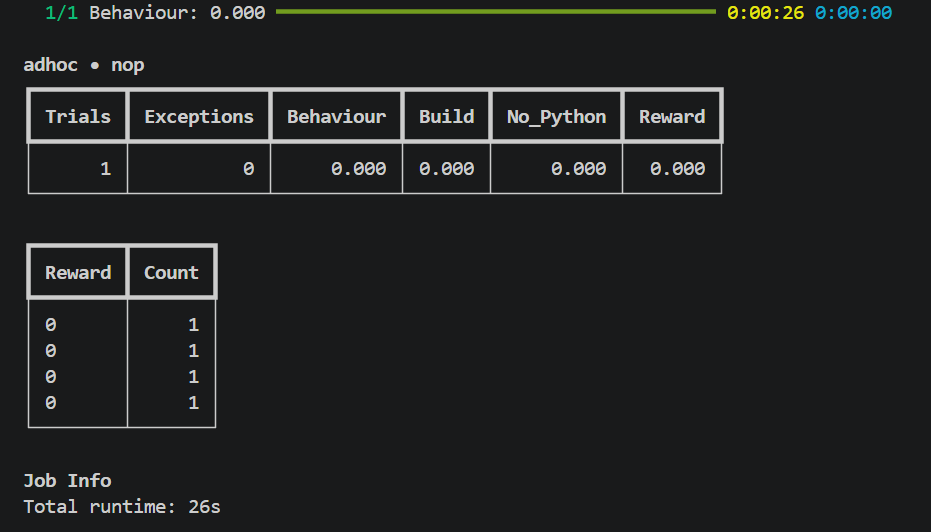 1/1 Behaviour: 0.000 0:00:26 0:00:00
adhoc • nop
Trials Exceptions Behaviour Build No_Python Reward
1 0 0.000 0.000 0.000 0.000
Reward Count
0 1
0 1
0 1
0 1
Job Info
Total runtime: 26s